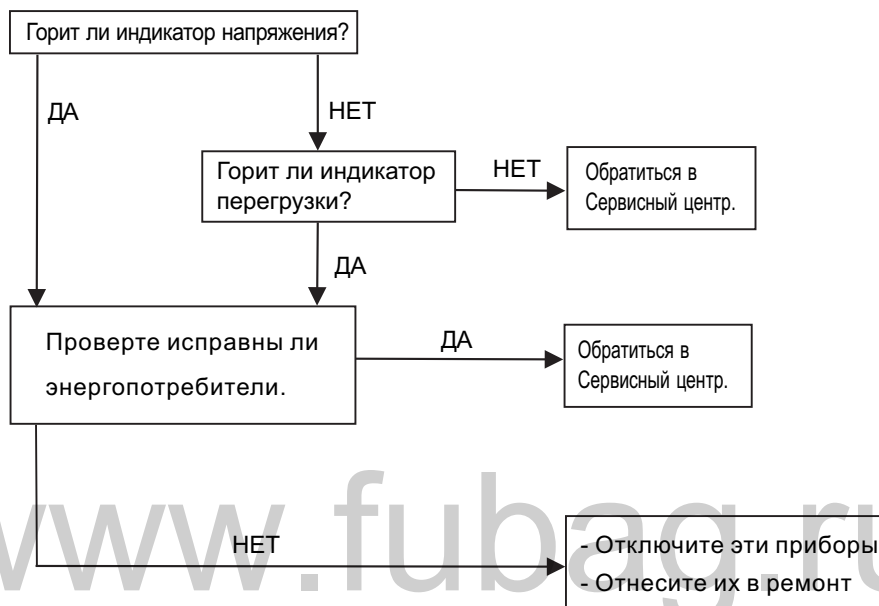 Горит ли индикатор напряжения?
ДА
НЕТ
Горит ли индикатор
перегрузки?
НЕТ
Обратиться в
Сервисный центр.
ДА
Проверте исправны ли
энергопотребители.
ДА
Обратиться в
Сервисный центр.
НЕТ
- Отключите эти приборы
- Отнесите их в ремонт
www.fubag.ru